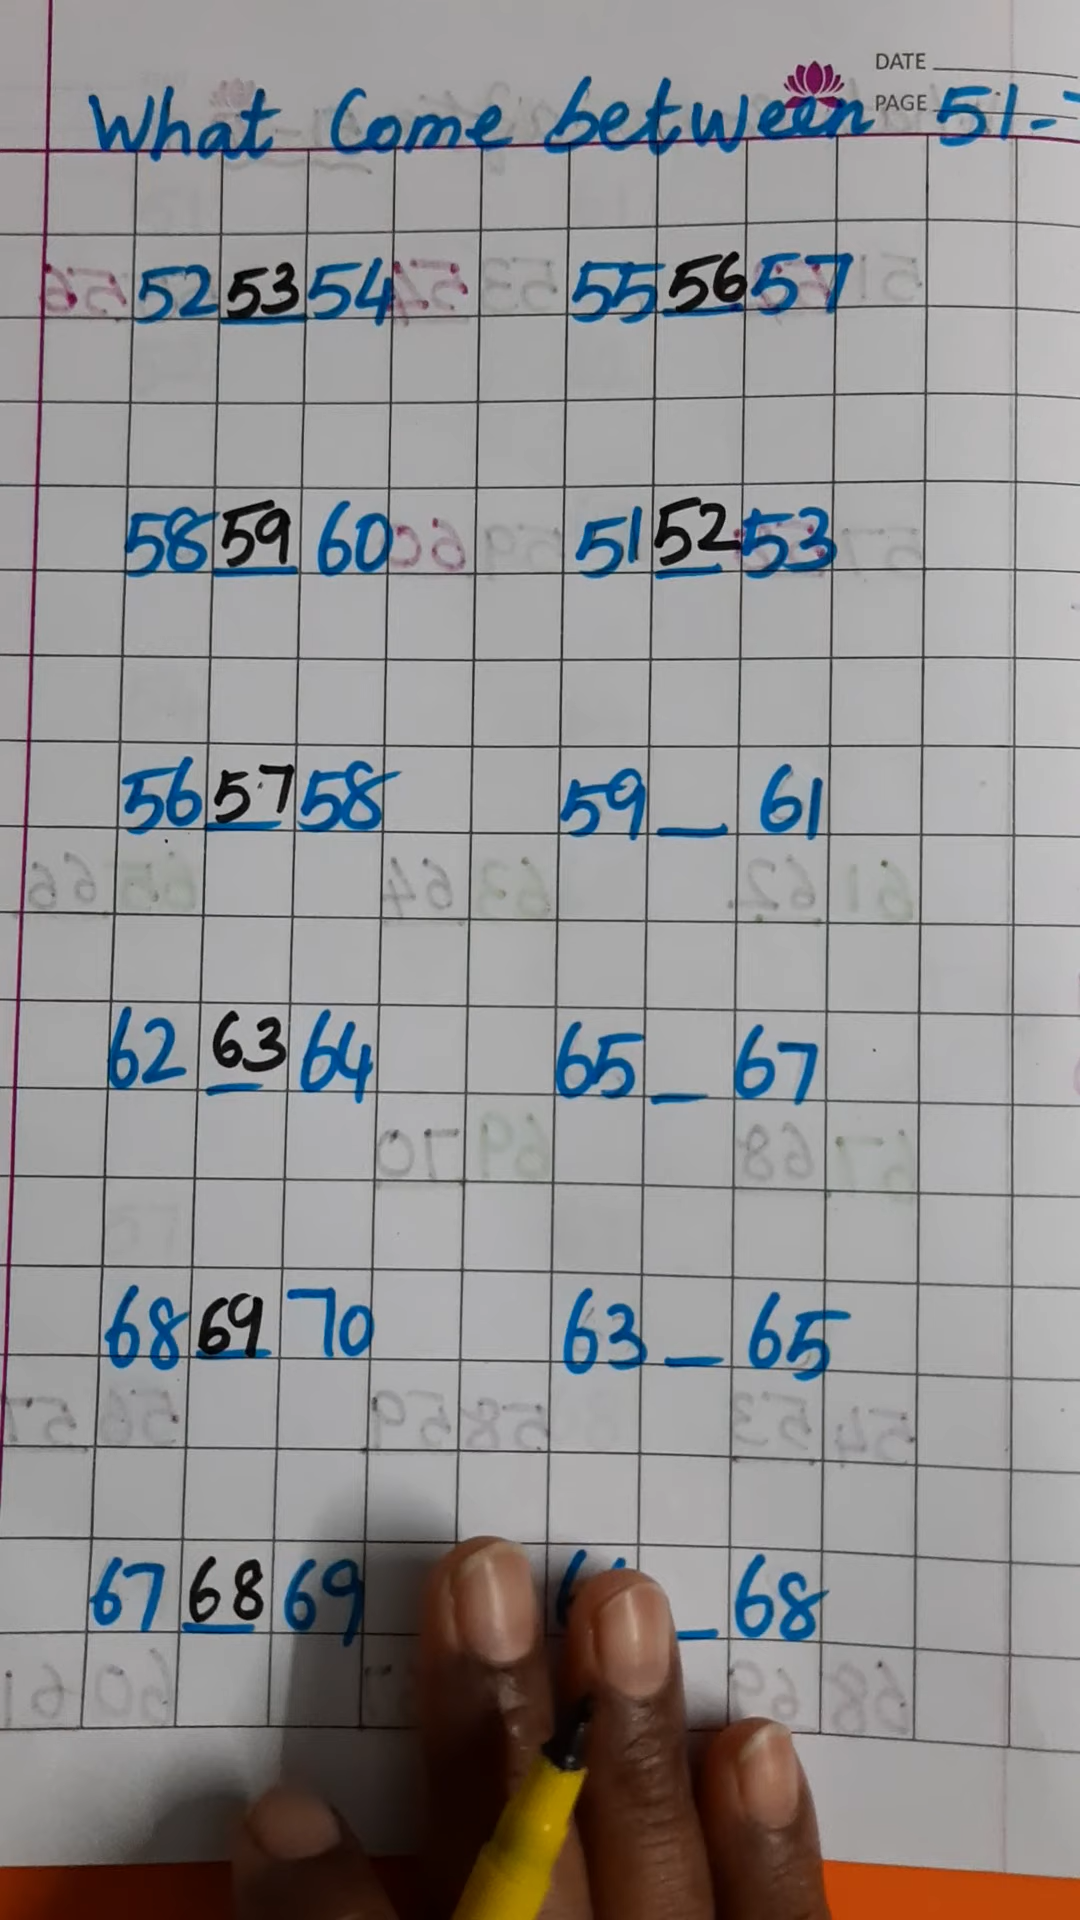 DATE
PAGE
What Come between 51-
52 53 54 55 56 57
58 59 60 51 52 53
56 57 58 59 _ 61
62 63 64 65 _ 67
68 69 70 63 _ 65
67 68 69 _ 68